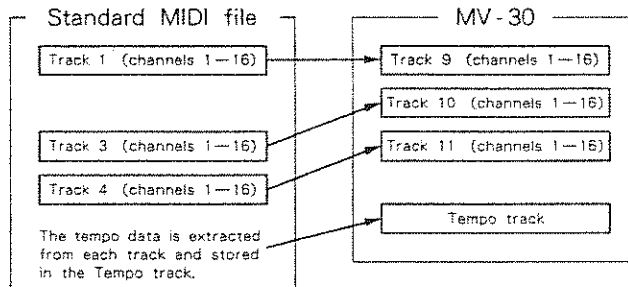 Standard MIDI file
Track 1 (channels 1—16)
Track 3 (channels 1—16)
Track 4 (channels 1—16)
The tempo data is extracted
from each track and stored
in the Tempo track.
MV-30
Track 9 (channels 1—16)
Track 10 (channels 1—16)
Track 11 (channels 1—16)
Tempo track